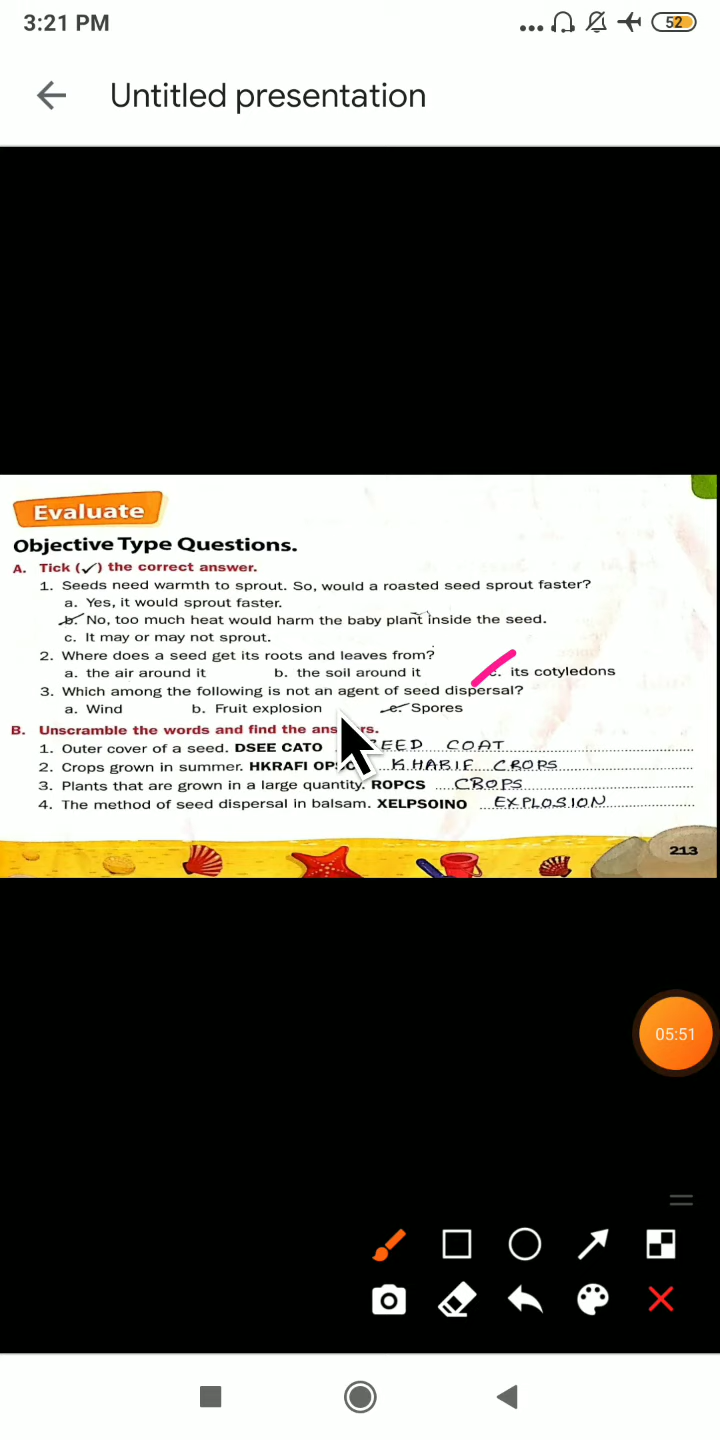 3:21 PM
52
Untitled presentation
Evaluate
Objective Type Questions.
A. Tick (✓) the correct answer.
1. Seeds need warmth to sprout. So, would a roasted seed sprout faster?
a. Yes, it would sprout faster.
b. No, too much heat would harm the baby plant inside the seed.
c. It may or may not sprout.
2. Where does a seed get its roots and leaves from?
a. the air around it b. the soil around it c. its cotyledons
3. Which among the following is not an agent of seed dispersal?
a. Wind b. Fruit explosion c. Spores
B. Unscramble the words and find the answers.
1. Outer cover of a seed. DSEE CATO SEED COAT
2. Crops grown in summer. HKRAFI KHARIF CROPS
3. Plants that are grown in a large quantity. ROPCS CROPS
4. The method of seed dispersal in balsam. XELPSOINO EXPLOSION
213
05:51